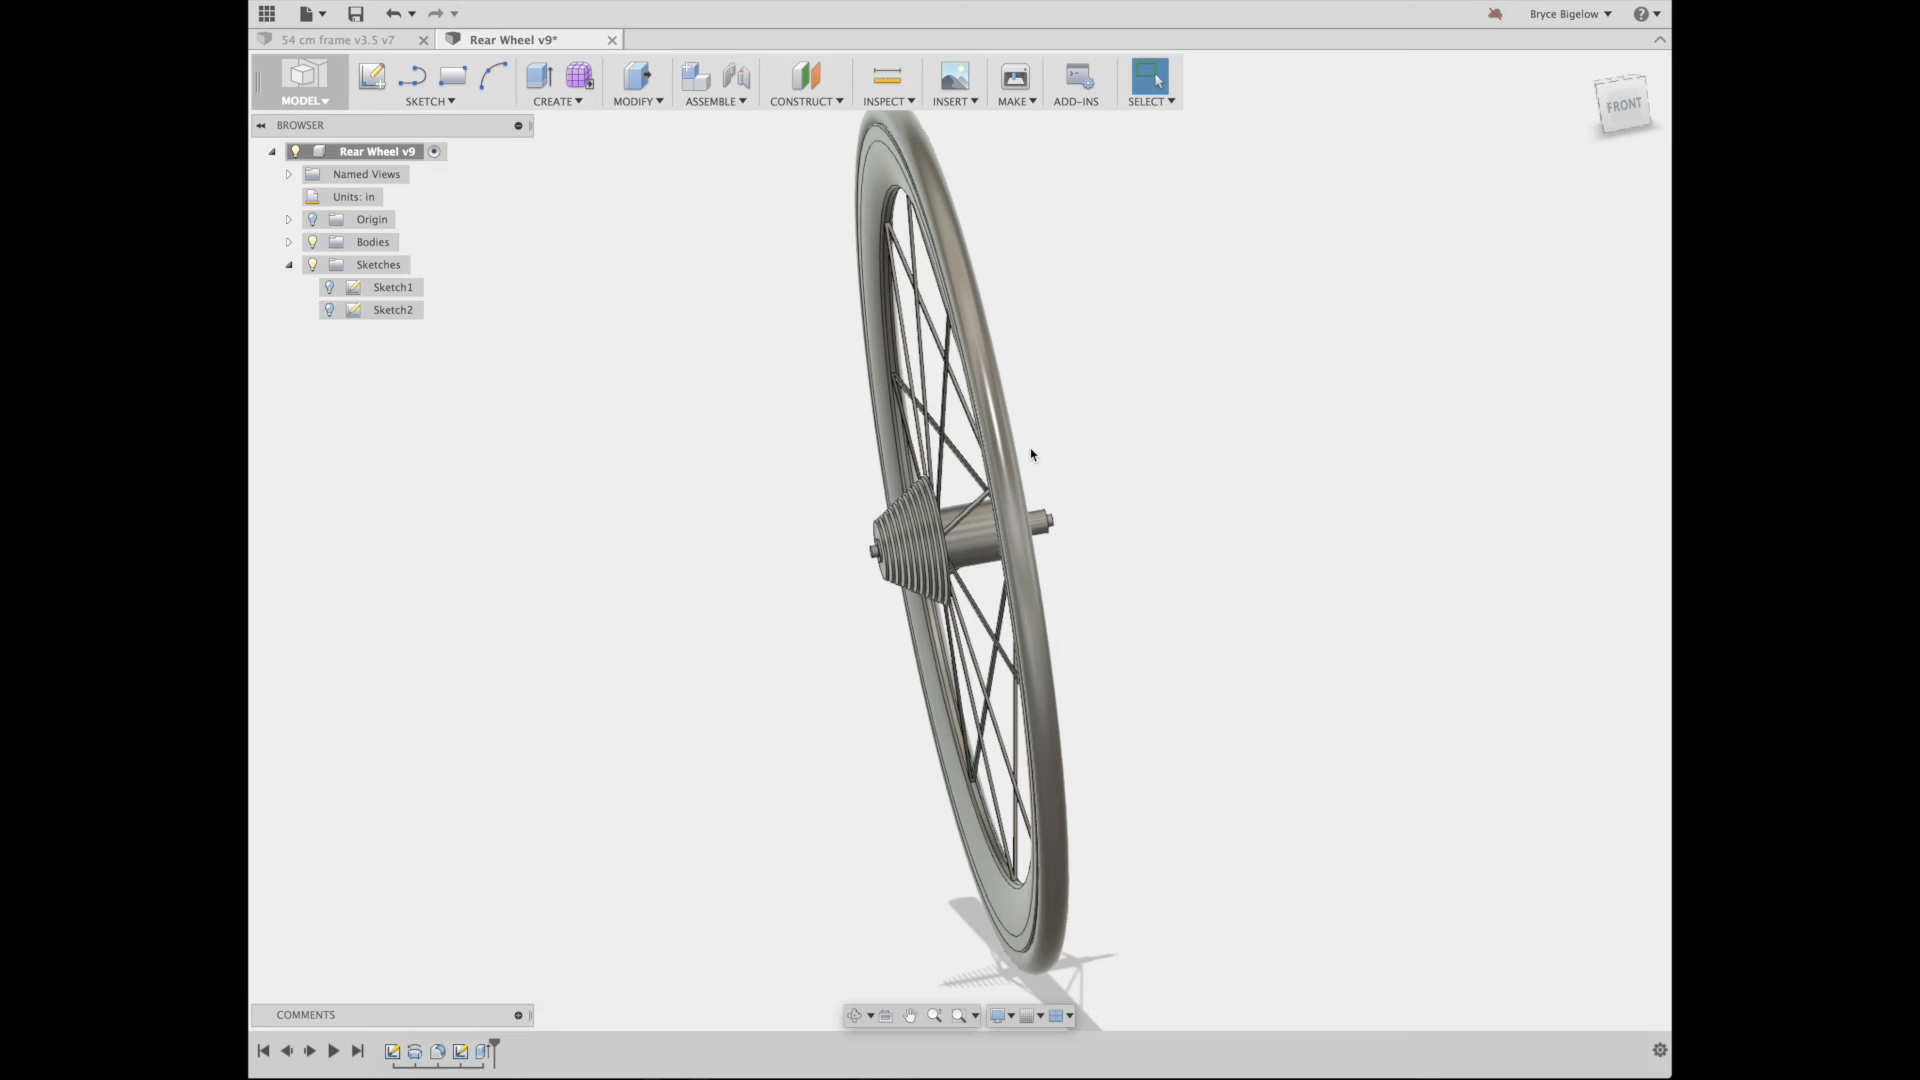 Bryce Bigelow
54 cm frame v3.5 v7
Rear Wheel v9*
MODEL
SKETCH
CREATE
MODIFY
ASSEMBLE
CONSTRUCT
INSPECT
INSERT
MAKE
ADD-INS
SELECT
FRONT
BROWSER
Rear Wheel v9
Named Views
Units: in
Origin
Bodies
Sketches
Sketch1
Sketch2
COMMENTS